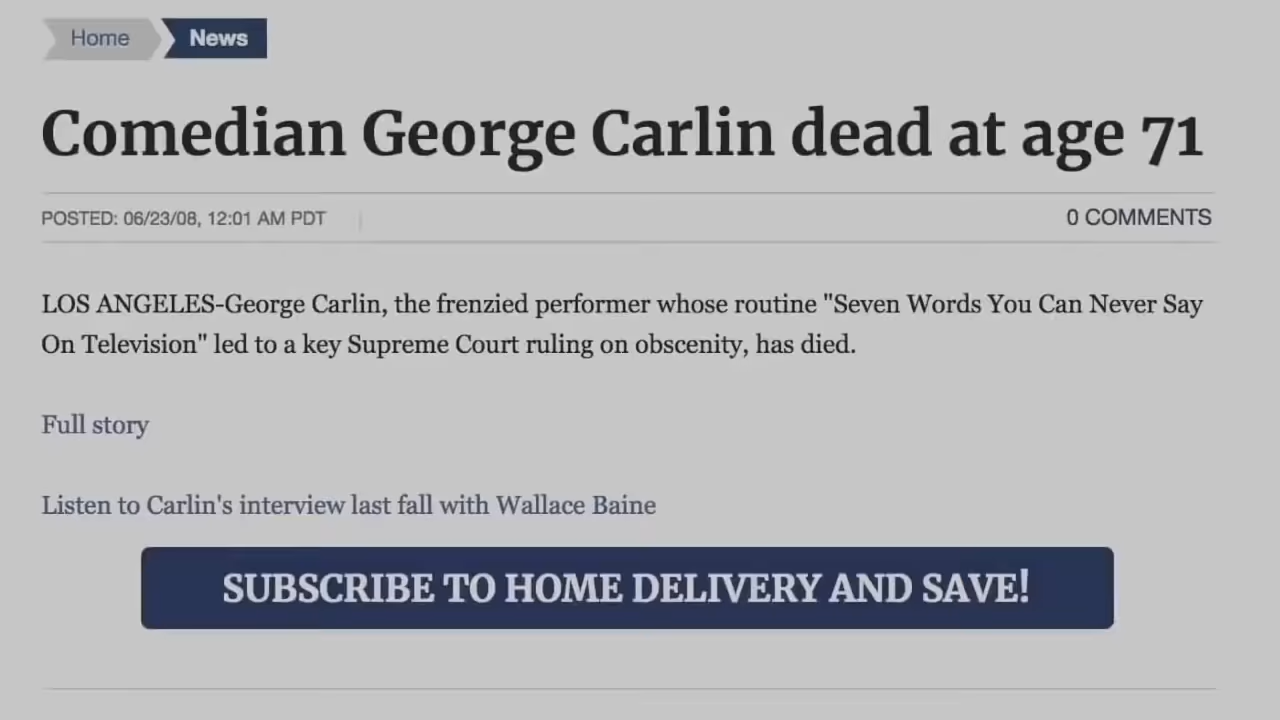 Home News
Comedian George Carlin dead at age 71
POSTED: 06/23/08, 12:01 AM PDT | 0 COMMENTS
LOS ANGELES-George Carlin, the frenzied performer whose routine "Seven Words You Can Never Say
On Television" led to a key Supreme Court ruling on obscenity, has died.
Full story
Listen to Carlin's interview last fall with Wallace Baine
SUBSCRIBE TO HOME DELIVERY AND SAVE!